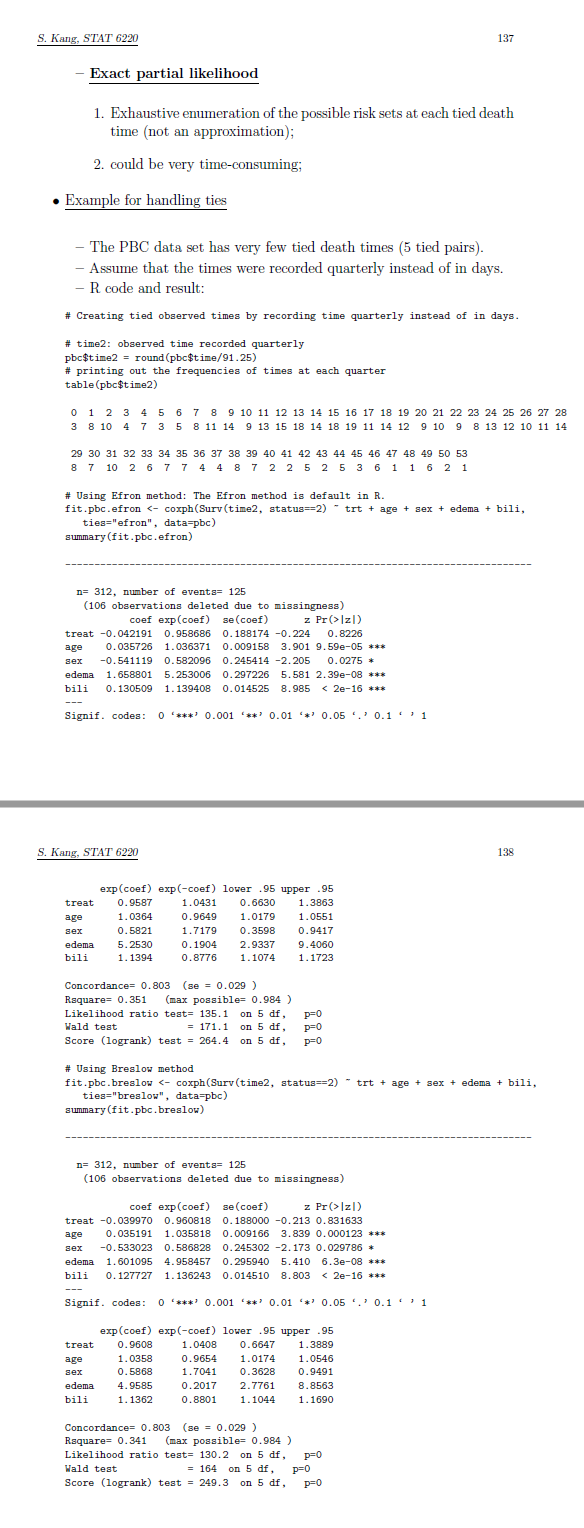 S. Kang, STAT 6220 137
– Exact partial likelihood
1. Exhaustive enumeration of the possible risk sets at each tied death
time (not an approximation);
2. could be very time-consuming;
• Example for handling ties
– The PBC data set has very few tied death times (5 tied pairs).
– Assume that the times were recorded quarterly instead of in days.
– R code and result:
# Creating tied observed times by recording time quarterly instead of in days.
# time2: observed time recorded quarterly
pbc$time2 = round(pbc$time/91.25)
# printing out the frequencies of times at each quarter
table(pbc$time2)
0 1 2 3 4 5 6 7 8 9 10 11 12 13 14 15 16 17 18 19 20 21 22 23 24 25 26 27 28
3 8 10 4 7 3 5 8 11 14 9 13 15 18 14 18 19 11 14 12 9 10 9 8 13 12 10 11 14
29 30 31 32 33 34 35 36 37 38 39 40 41 42 43 44 45 46 47 48 49 50 53
8 7 10 2 6 7 7 4 4 8 7 2 2 5 2 5 3 6 1 1 6 2 1
# Using Efron method: The Efron method is default in R.
fit.pbc.efron <- coxph(Surv(time2, status==2) ~ trt + age + sex + edema + bili,
ties="efron", data=pbc)
summary(fit.pbc.efron)
--------------------------------------------------------------------------------
n= 312, number of events= 125
(106 observations deleted due to missingness)
coef exp(coef) se(coef) z Pr(>|z|)
treat -0.042191 0.958686 0.188174 -0.224 0.8226
age 0.035726 1.036371 0.009158 3.901 9.59e-05 ***
sex -0.541119 0.582096 0.245414 -2.205 0.0275 *
edema 1.658801 5.253006 0.297226 5.581 2.39e-08 ***
bili 0.130509 1.139408 0.014525 8.985 < 2e-16 ***
---
Signif. codes: 0 ‘***’ 0.001 ‘**’ 0.01 ‘*’ 0.05 ‘.’ 0.1 ‘ ’ 1
S. Kang, STAT 6220 138
exp(coef) exp(-coef) lower .95 upper .95
treat 0.9587 1.0431 0.6630 1.3863
age 1.0364 0.9649 1.0179 1.0551
sex 0.5821 1.7179 0.3598 0.9417
edema 5.2530 0.1904 2.9337 9.4060
bili 1.1394 0.8776 1.1074 1.1723
Concordance= 0.803 (se = 0.029 )
Rsquare= 0.351 (max possible= 0.984 )
Likelihood ratio test= 135.1 on 5 df, p=0
Wald test = 171.1 on 5 df, p=0
Score (logrank) test = 264.4 on 5 df, p=0
# Using Breslow method
fit.pbc.breslow <- coxph(Surv(time2, status==2) ~ trt + age + sex + edema + bili,
ties="breslow", data=pbc)
summary(fit.pbc.breslow)
--------------------------------------------------------------------------------
n= 312, number of events= 125
(106 observations deleted due to missingness)
coef exp(coef) se(coef) z Pr(>|z|)
treat -0.039970 0.960818 0.188000 -0.213 0.831633
age 0.035191 1.035818 0.009166 3.839 0.000123 ***
sex -0.533023 0.586828 0.245302 -2.173 0.029786 *
edema 1.601095 4.958457 0.295940 5.410 6.3e-08 ***
bili 0.127727 1.136243 0.014510 8.803 < 2e-16 ***
---
Signif. codes: 0 ‘***’ 0.001 ‘**’ 0.01 ‘*’ 0.05 ‘.’ 0.1 ‘ ’ 1
exp(coef) exp(-coef) lower .95 upper .95
treat 0.9608 1.0408 0.6647 1.3889
age 1.0358 0.9654 1.0174 1.0546
sex 0.5868 1.7041 0.3628 0.9491
edema 4.9585 0.2017 2.7761 8.8563
bili 1.1362 0.8801 1.1044 1.1690
Concordance= 0.803 (se = 0.029 )
Rsquare= 0.341 (max possible= 0.984 )
Likelihood ratio test= 130.2 on 5 df, p=0
Wald test = 164 on 5 df, p=0
Score (logrank) test = 249.3 on 5 df, p=0